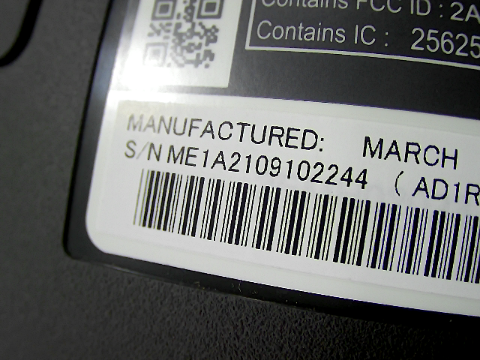 Contains FCC ID : 2A
Contains IC : 25625
MANUFACTURED: MARCH
S/N ME1A2109102244 ( AD1R